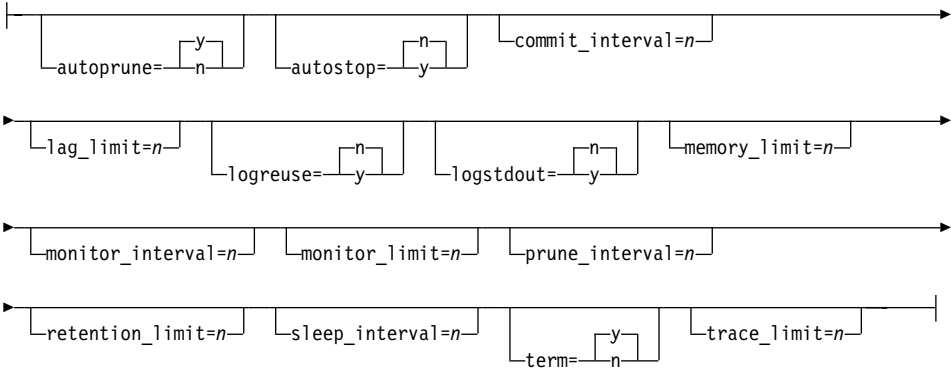 y
autoprune= n
n
autostop= y
commit_interval=n
lag_limit=n
n
logreuse= y
n
logstdout= y
memory_limit=n
monitor_interval=n monitor_limit=n prune_interval=n
retention_limit=n sleep_interval=n
y
term= n
trace_limit=n